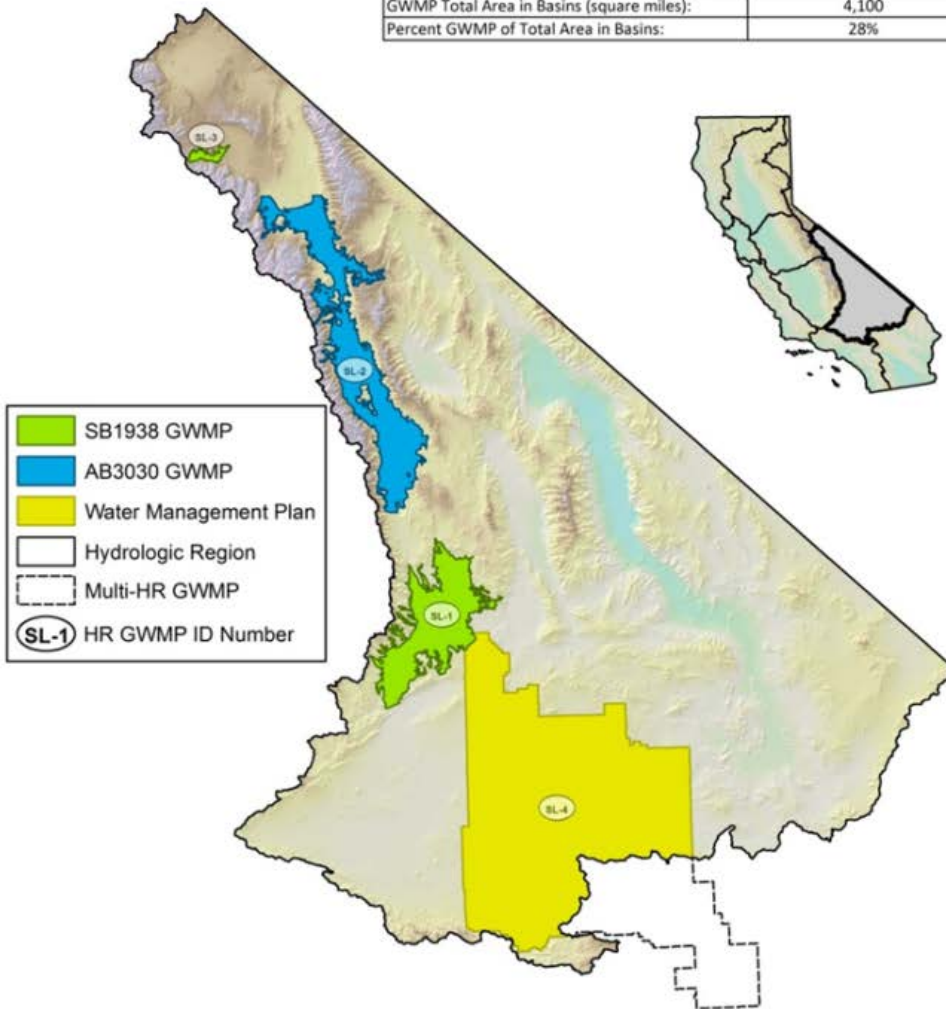 GWMP Total Area in Basins (square miles): 4,100
Percent GWMP of Total Area in Basins: 28%
SL-3
SL-2
SB1938 GWMP
AB3030 GWMP
Water Management Plan
Hydrologic Region
Multi-HR GWMP
SL-1 HR GWMP ID Number
SL-1
SL-4